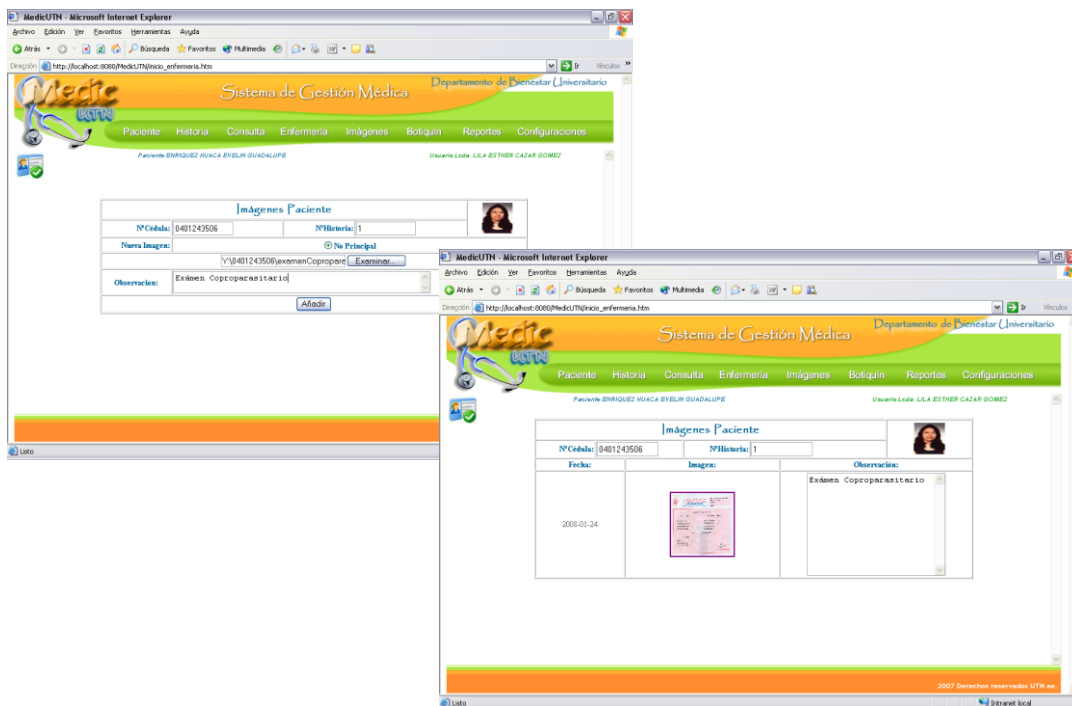 MedicUTN - Microsoft Internet Explorer
Archivo Edición Ver Favoritos Herramientas Ayuda
Atrás Búsqueda Favoritos Multimedia
Dirección http://localhost:8080/MedicUTN/inicio_enfermeria.htm Ir Vínculos
Medic UTN
Sistema de Gestión Médica
Departamento de Bienestar Universitario
Paciente Historia Consulta Enfermería Imágenes Botiquín Reportes Configuraciones
Paciente:ENRIQUEZ HUACA EVELIN GUADALUPE Usuario:Lcda. LILA ESTHER CAZAR GOMEZ
Imágenes Paciente
NºCédula: 0401243506 NºHistoria: 1
Nueva Imagen: No Principal
Y:\0401243506\examenCopropara Examinar...
Observacion: Exámen Coproparasitario
Añadir
Listo
MedicUTN - Microsoft Internet Explorer
Archivo Edición Ver Favoritos Herramientas Ayuda
Atrás Búsqueda Favoritos Multimedia
Dirección http://localhost:8080/MedicUTN/inicio_enfermeria.htm Ir Vínculos
Medic UTN
Sistema de Gestión Médica
Departamento de Bienestar Universitario
Paciente Historia Consulta Enfermería Imágenes Botiquín Reportes Configuraciones
Paciente:ENRIQUEZ HUACA EVELIN GUADALUPE Usuario:Lcda. LILA ESTHER CAZAR GOMEZ
Imágenes Paciente
NºCédula: 0401243506 NºHistoria: 1
Fecha: Imagen: Observación:
2008-01-24 Exámen Coproparasitario
2007 Derechos reservados UTN ee.
Listo Intranet local